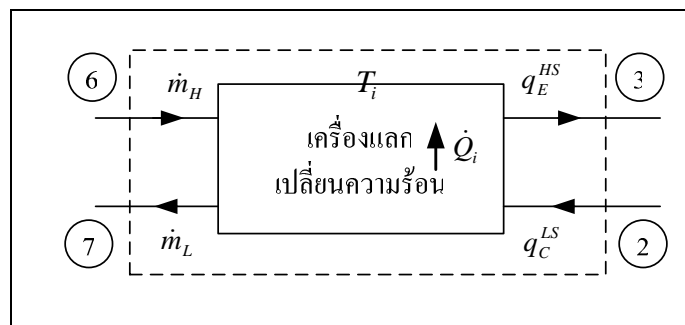 6 ṁ_H T_i q_E^{HS} 3
เครื่องแลก
เปลี่ยนความร้อน Q̇_i
7 ṁ_L q_C^{LS} 2